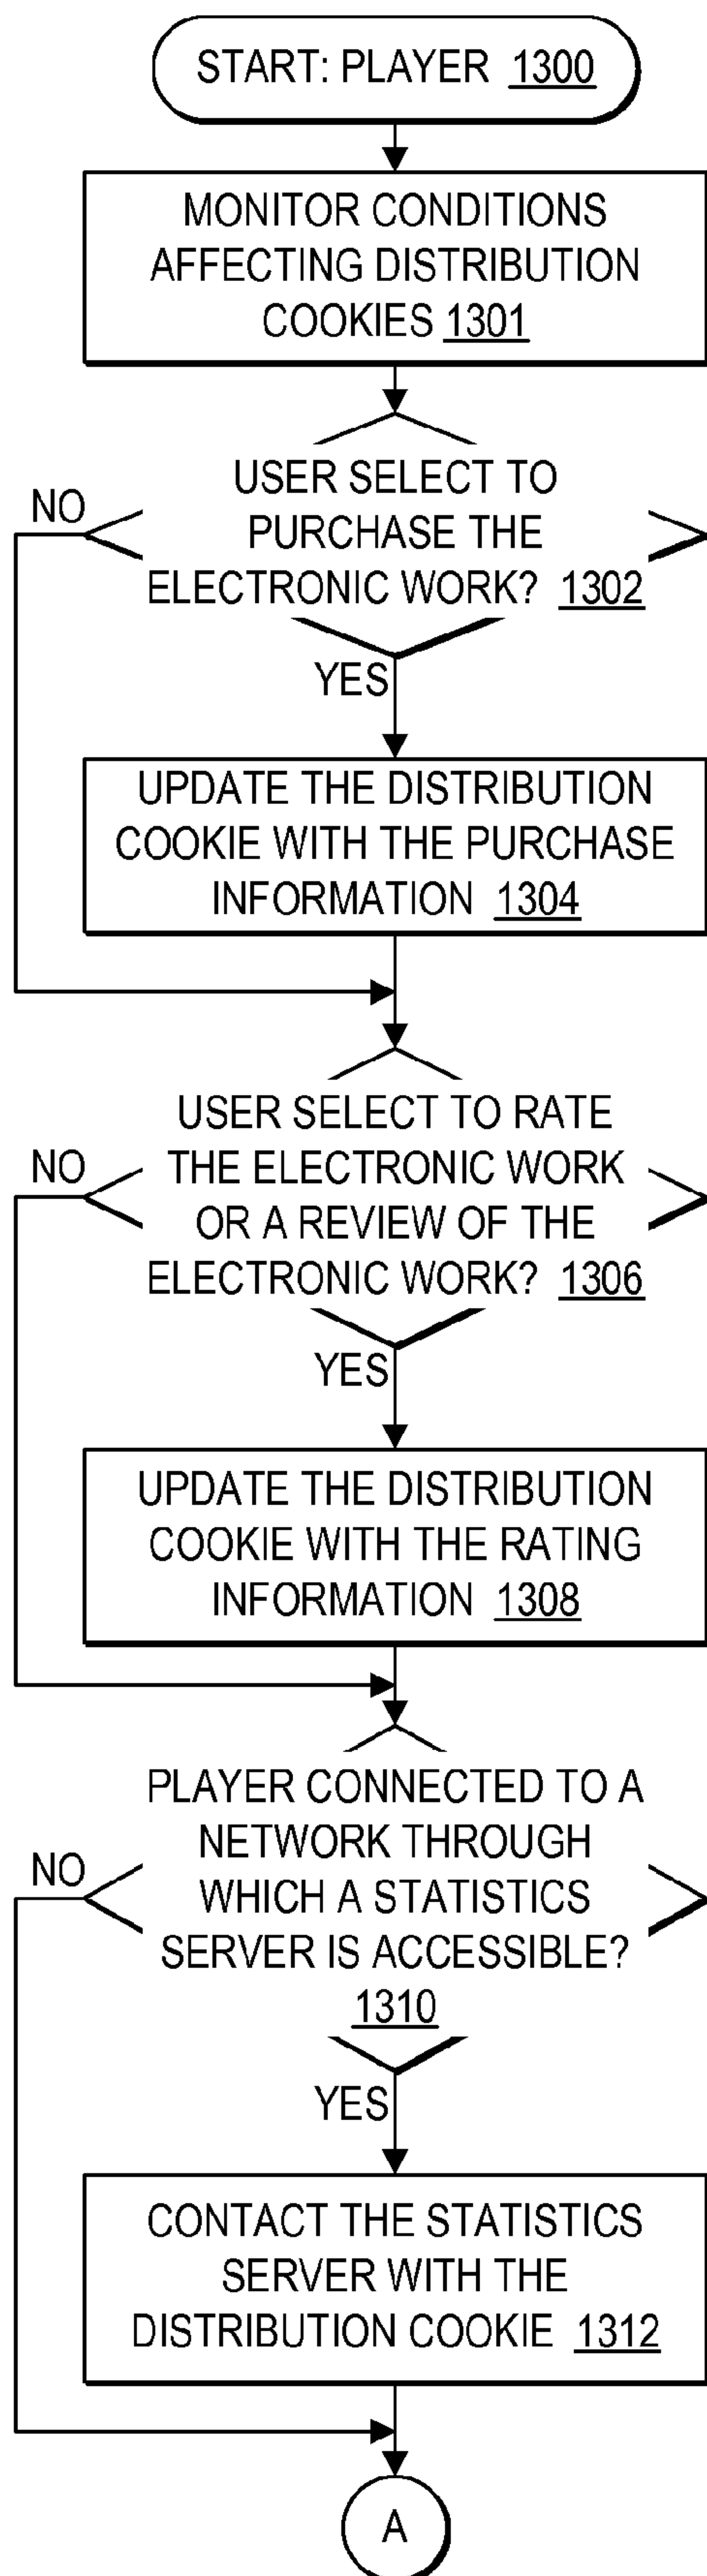 START: PLAYER 1300
MONITOR CONDITIONS
AFFECTING DISTRIBUTION
COOKIES 1301
USER SELECT TO
PURCHASE THE
ELECTRONIC WORK? 1302
NO
YES
UPDATE THE DISTRIBUTION
COOKIE WITH THE PURCHASE
INFORMATION 1304
USER SELECT TO RATE
THE ELECTRONIC WORK
OR A REVIEW OF THE
ELECTRONIC WORK? 1306
NO
YES
UPDATE THE DISTRIBUTION
COOKIE WITH THE RATING
INFORMATION 1308
PLAYER CONNECTED TO A
NETWORK THROUGH
WHICH A STATISTICS
SERVER IS ACCESSIBLE?
1310
NO
YES
CONTACT THE STATISTICS
SERVER WITH THE
DISTRIBUTION COOKIE 1312
A